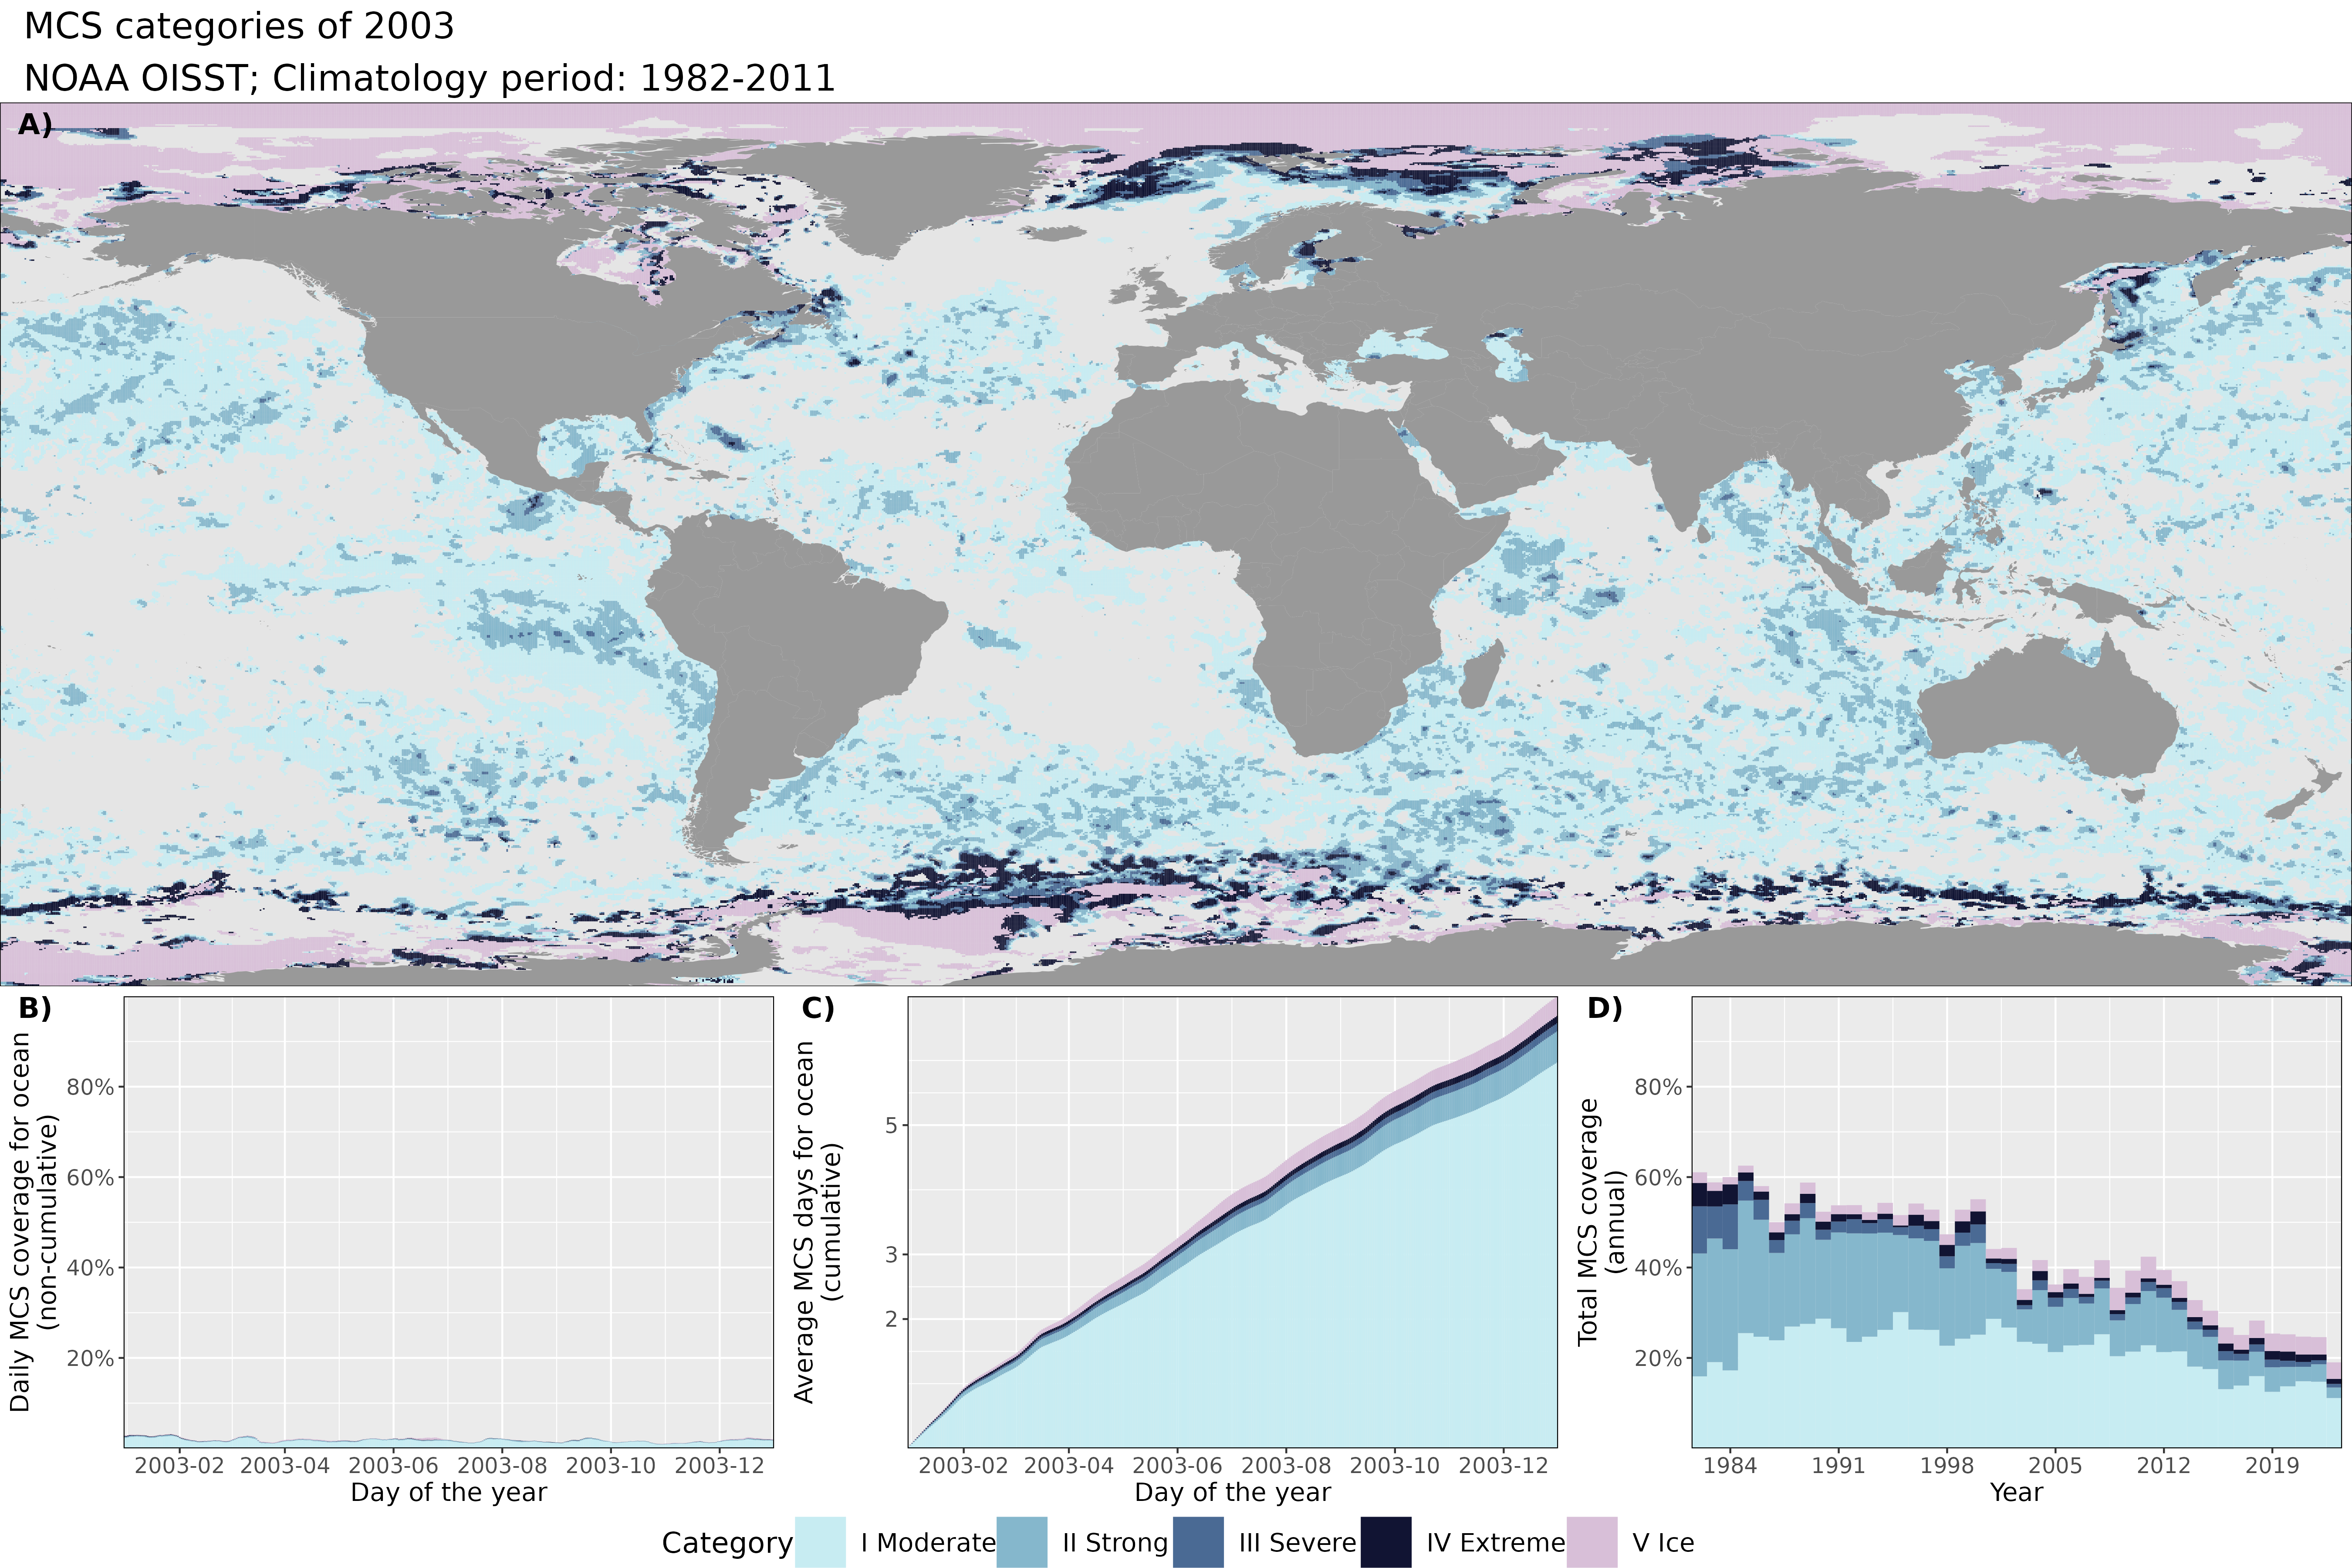 MCS categories of 2003
NOAA OISST; Climatology period: 1982-2011
A)
B)
Daily MCS coverage for ocean
(non-cumulative)
80%
60%
40%
20%
2003-02 2003-04 2003-06 2003-08 2003-10 2003-12
Day of the year
C)
Average MCS days for ocean
(cumulative)
5
3
2
2003-02 2003-04 2003-06 2003-08 2003-10 2003-12
Day of the year
D)
Total MCS coverage
(annual)
80%
60%
40%
20%
1984 1991 1998 2005 2012 2019
Year
Category I Moderate II Strong III Severe IV Extreme V Ice